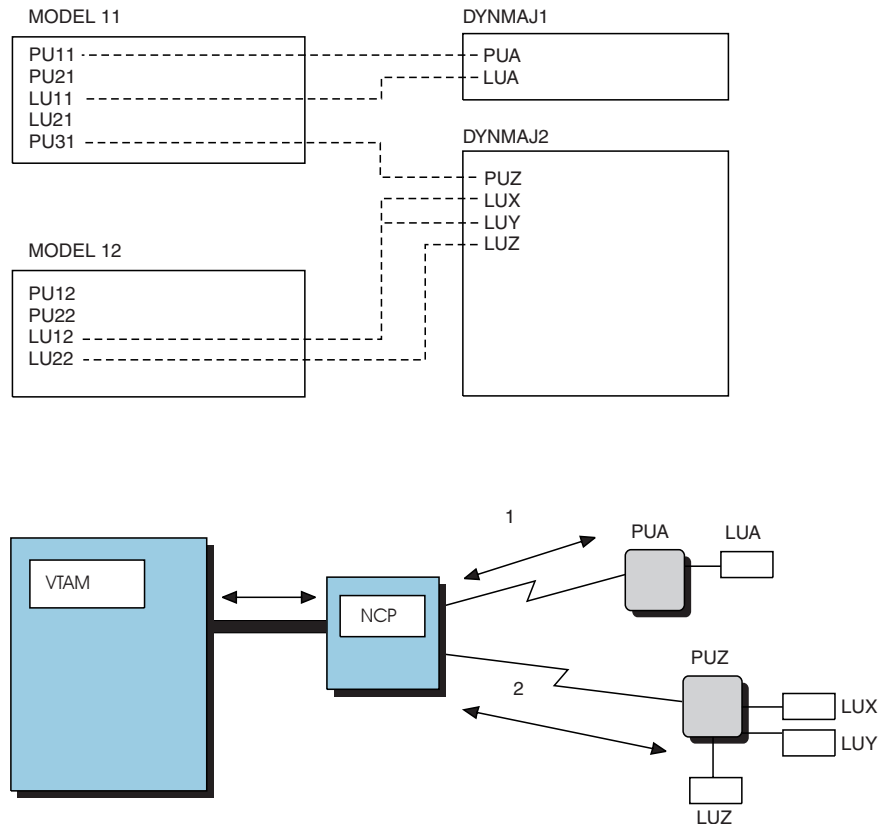 MODEL 11
PU11
PU21
LU11
LU21
PU31
DYNMAJ1
PUA
LUA
DYNMAJ2
PUZ
LUX
LUY
LUZ
MODEL 12
PU12
PU22
LU12
LU22
VTAM
NCP
1
PUA
LUA
2
PUZ
LUX
LUY
LUZ